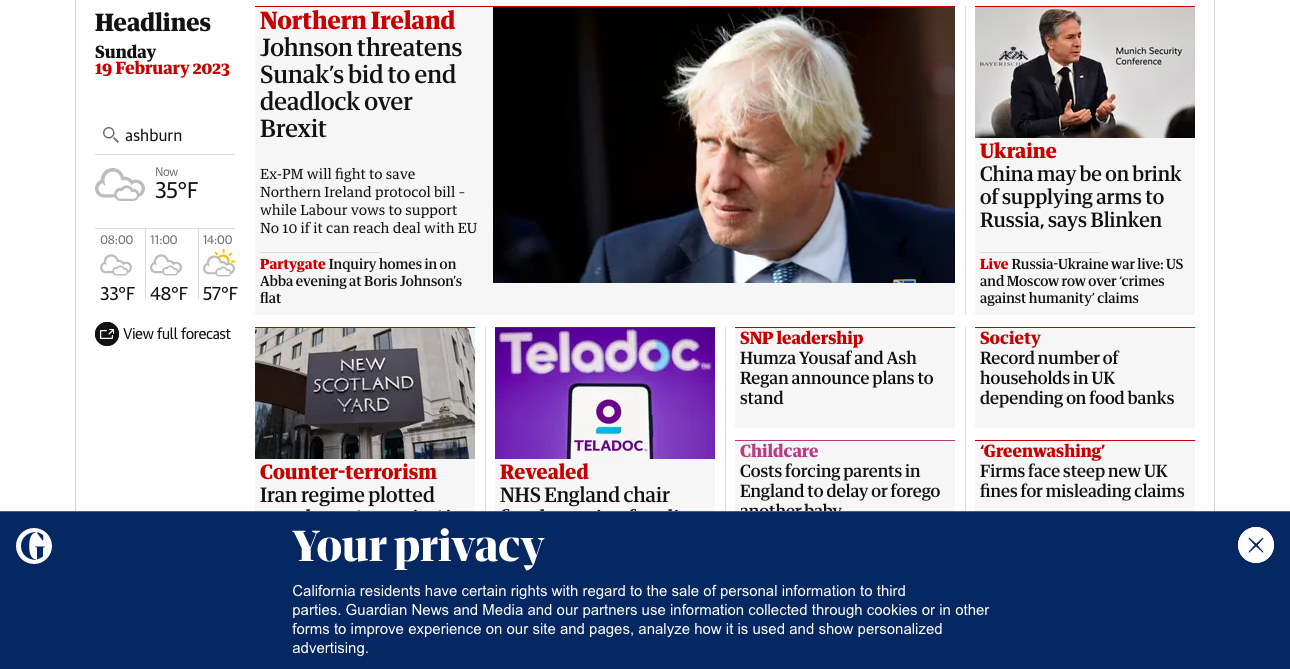 Headlines
Sunday
19 February 2023
ashburn
Now
35°F
08:00
11:00
14:00
33°F
48°F
57°F
View full forecast
Northern Ireland
Johnson threatens
Sunak's bid to end
deadlock over
Brexit
Ex-PM will fight to save
Northern Ireland protocol bill –
while Labour vows to support
No 10 if it can reach deal with EU
Partygate Inquiry homes in on
Abba evening at Boris Johnson's
flat
Munich Security
Conference
Ukraine
China may be on brink
of supplying arms to
Russia, says Blinken
Live Russia-Ukraine war live: US
and Moscow row over 'crimes
against humanity' claims
NEW
SCOTLAND
YARD
Counter-terrorism
Iran regime plotted
Teladoc™
TELADOC
Revealed
NHS England chair
SNP leadership
Humza Yousaf and Ash
Regan announce plans to
stand
Childcare
Costs forcing parents in
England to delay or forego
another baby
Society
Record number of
households in UK
depending on food banks
'Greenwashing'
Firms face steep new UK
fines for misleading claims
G
Your privacy
California residents have certain rights with regard to the sale of personal information to third
parties. Guardian News and Media and our partners use information collected through cookies or in other
forms to improve experience on our site and pages, analyze how it is used and show personalized
advertising.